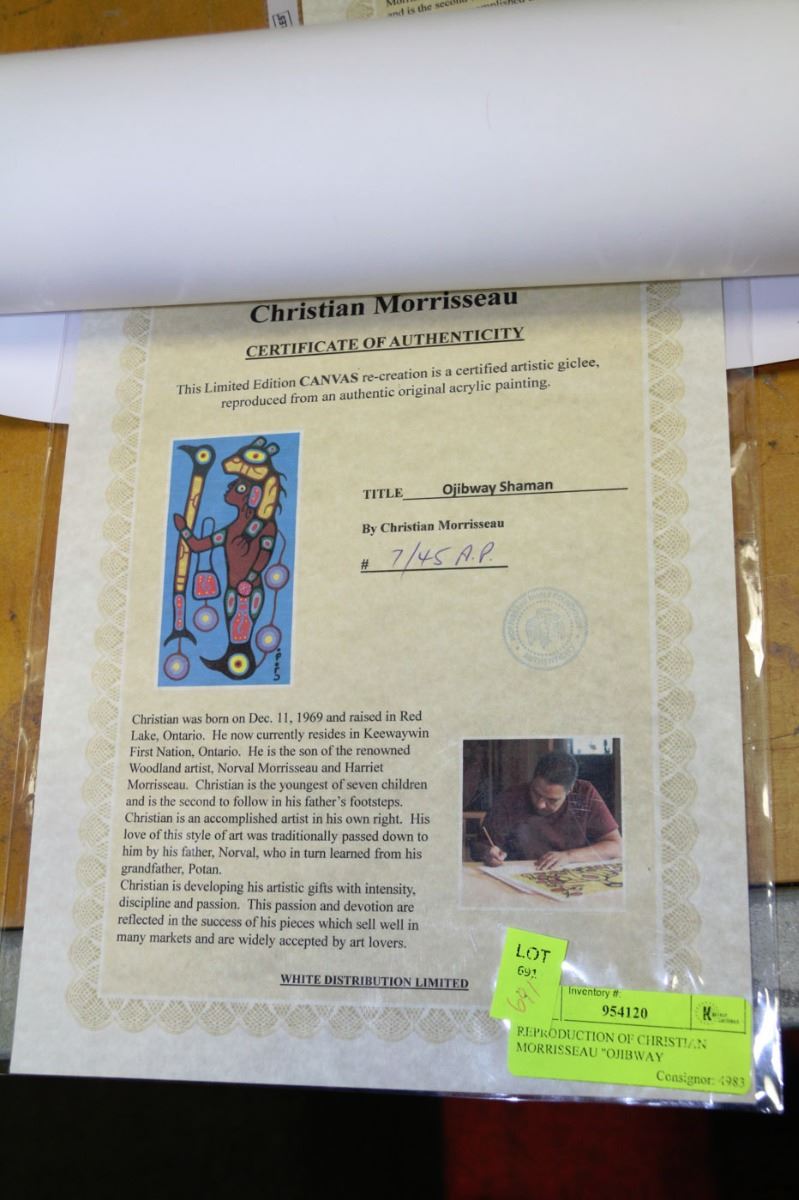 and is the second
Christian Morrisseau
CERTIFICATE OF AUTHENTICITY
This Limited Edition CANVAS re-creation is a certified artistic giclee,
reproduced from an authentic original acrylic painting.
TITLE Ojibway Shaman
By Christian Morrisseau
# 7/45 A.P.
Christian was born on Dec. 11, 1969 and raised in Red
Lake, Ontario. He now currently resides in Keewaywin
First Nation, Ontario. He is the son of the renowned
Woodland artist, Norval Morrisseau and Harriet
Morrisseau. Christian is the youngest of seven children
and is the second to follow in his father's footsteps.
Christian is an accomplished artist in his own right. His
love of this style of art was traditionally passed down to
him by his father, Norval, who in turn learned from his
grandfather, Potan.
Christian is developing his artistic gifts with intensity,
discipline and passion. This passion and devotion are
reflected in the success of his pieces which sell well in
many markets and are widely accepted by art lovers.
WHITE DISTRIBUTION LIMITED
LOT
691
691
Inventory #:
954120
REPRODUCTION OF CHRISTIAN
MORRISSEAU "OJIBWAY
Consignor: 4983